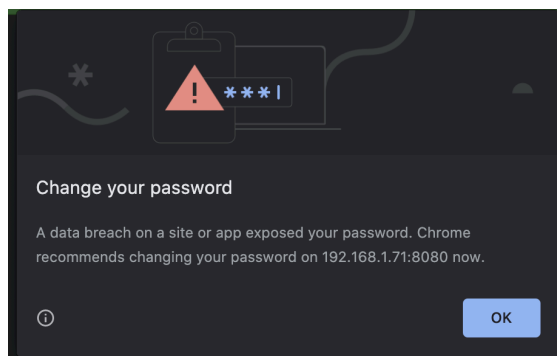 ***|
Change your password
A data breach on a site or app exposed your password. Chrome
recommends changing your password on 192.168.1.71:8080 now.
OK